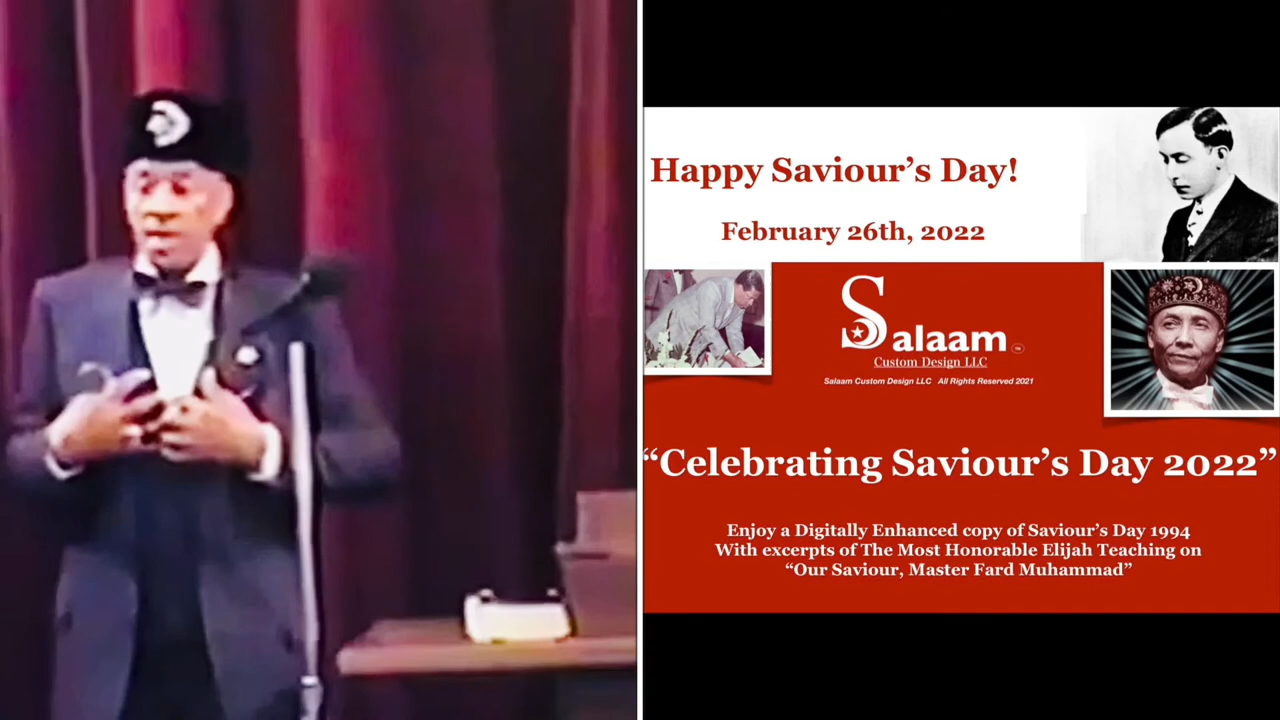 Happy Saviour's Day!
February 26th, 2022
Salaam
Custom Design LLC
Salaam Custom Design LLC All Rights Reserved 2021
“Celebrating Saviour's Day 2022”
Enjoy a Digitally Enhanced copy of Saviour's Day 1994
With excerpts of The Most Honorable Elijah Teaching on
“Our Saviour, Master Fard Muhammad”